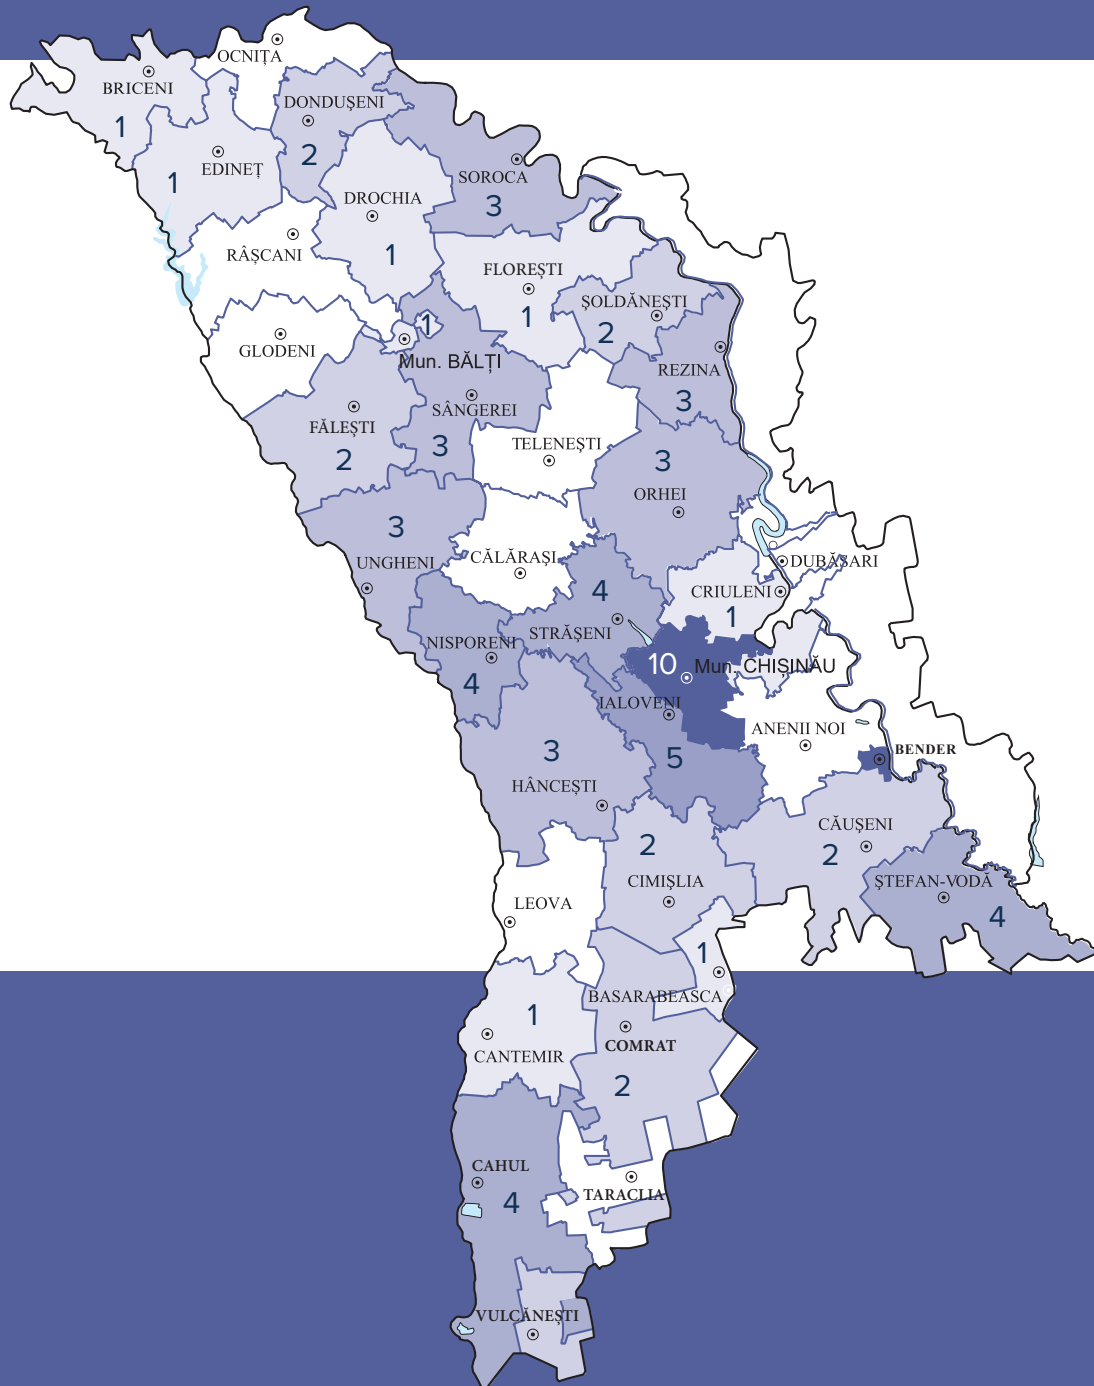 OCNIȚA
BRICENI
1
DONDUȘENI
2
EDINEȚ
1
SOROCA
3
DROCHIA
1
RÂȘCANI
FLOREȘTI
1
ȘOLDĂNEȘTI
2
1
Mun. BĂLȚI
GLODENI
REZINA
3
SÂNGEREI
3
FĂLEȘTI
2
TELENEȘTI
3
ORHEI
3
UNGHENI
CĂLĂRAȘI
DUBĂSARI
CRIULENI
1
4
STRĂȘENI
NISPORENI
4
10
Mun. CHIȘINĂU
IALOVENI
5
ANENII NOI
BENDER
3
HÂNCEȘTI
CĂUȘENI
2
2
CIMIȘLIA
ȘTEFAN-VODĂ
4
LEOVA
1
BASARABEASCA
1
CANTEMIR
COMRAT
2
CAHUL
4
TARACLIA
VULCĂNEȘTI